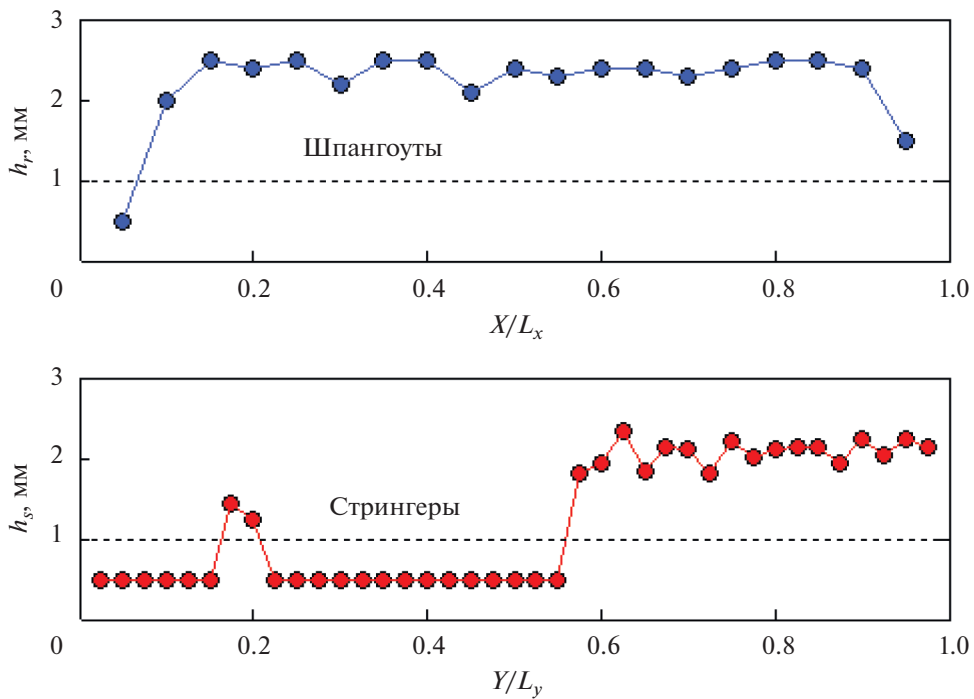 3
2
1
0
h_r, мм
Шпангоуты
0.2 0.4 0.6 0.8 1.0
X/L_x
3
2
1
0
h_s, мм
Стрингеры
0.2 0.4 0.6 0.8 1.0
Y/L_y